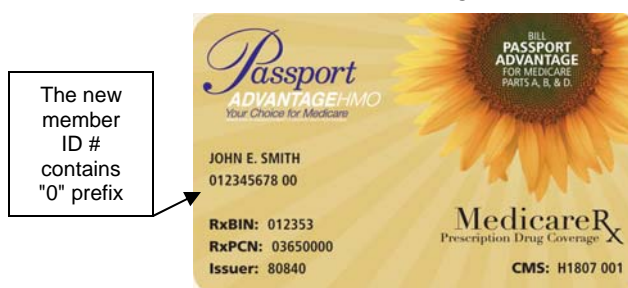 The new
member
ID #
contains
"0" prefix
Passport
ADVANTAGEHMO
Your Choice for Medicare
BILL
PASSPORT
ADVANTAGE
FOR MEDICARE
PARTS A, B, & D.
JOHN E. SMITH
012345678 00
RxBIN: 012353
RxPCN: 03650000
Issuer: 80840
MedicareRx
Prescription Drug Coverage
CMS: H1807 001